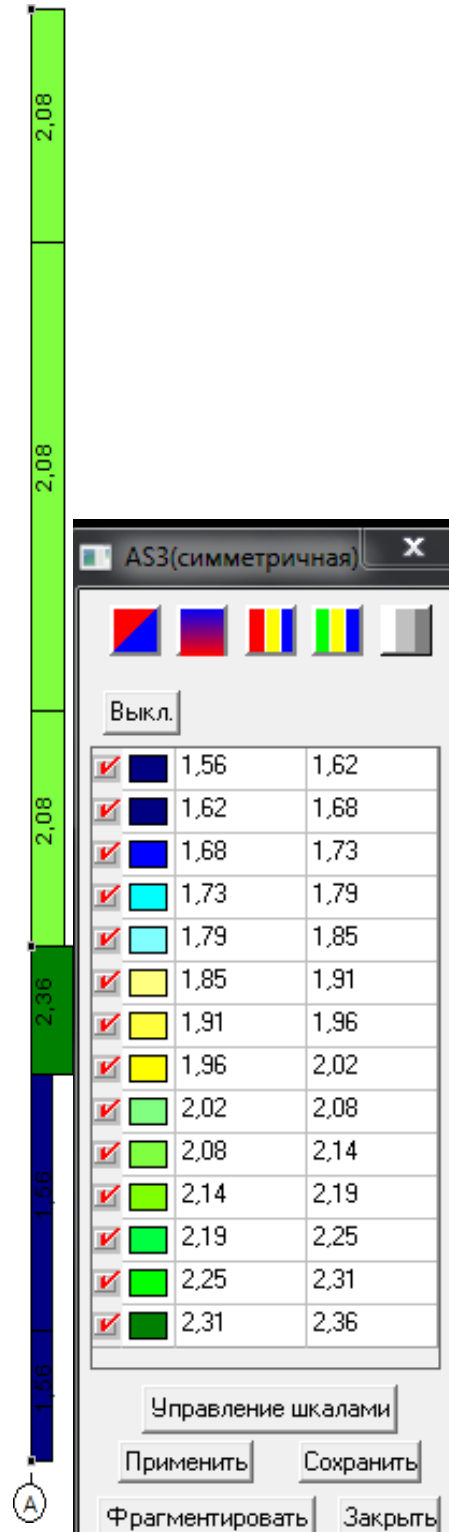 2,08
2,08
2,08
2,36
1,56
1,56
A
AS3(симметричная)
x
Выкл.
1,56 1,62
1,62 1,68
1,68 1,73
1,73 1,79
1,79 1,85
1,85 1,91
1,91 1,96
1,96 2,02
2,02 2,08
2,08 2,14
2,14 2,19
2,19 2,25
2,25 2,31
2,31 2,36
Управление шкалами
Применить Сохранить
Фрагментировать Закрыть